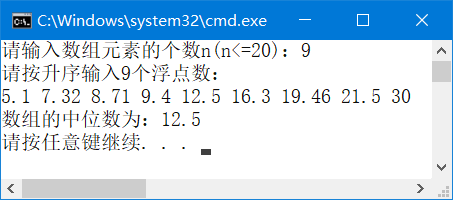 C:\Windows\system32\cmd.exe
请输入数组元素的个数n(n<=20)：9
请按升序输入9个浮点数：
5.1 7.32 8.71 9.4 12.5 16.3 19.46 21.5 30
数组的中位数为：12.5
请按任意键继续. . .